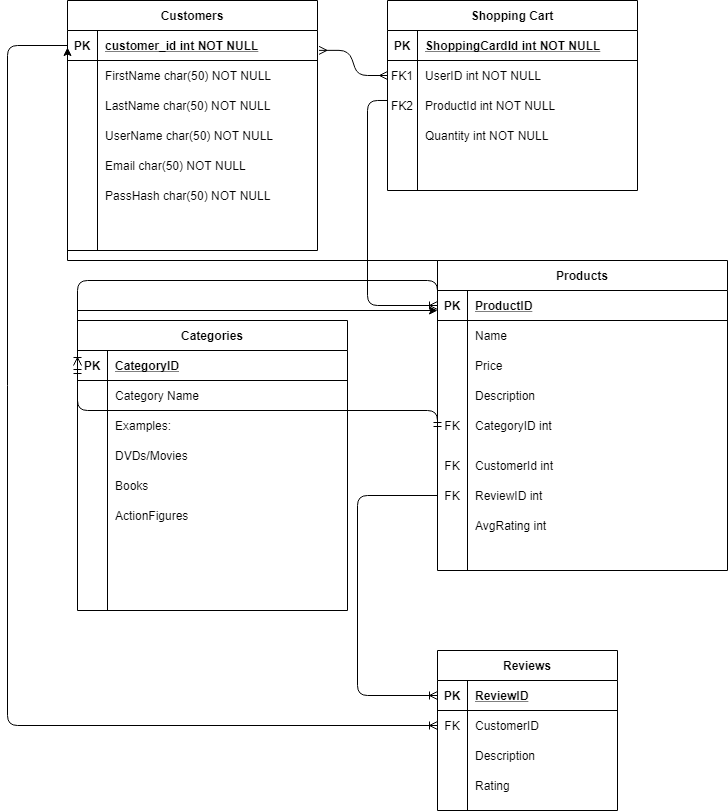 Customers
PK customer_id int NOT NULL
FirstName char(50) NOT NULL
LastName char(50) NOT NULL
UserName char(50) NOT NULL
Email char(50) NOT NULL
PassHash char(50) NOT NULL
Shopping Cart
PK ShoppingCardId int NOT NULL
FK1 UserID int NOT NULL
FK2 ProductId int NOT NULL
Quantity int NOT NULL
Products
PK ProductID
Name
Price
Description
FK CategoryID int
FK CustomerId int
FK ReviewID int
AvgRating int
Categories
PK CategoryID
Category Name
Examples:
DVDs/Movies
Books
ActionFigures
Reviews
PK ReviewID
FK CustomerID
Description
Rating